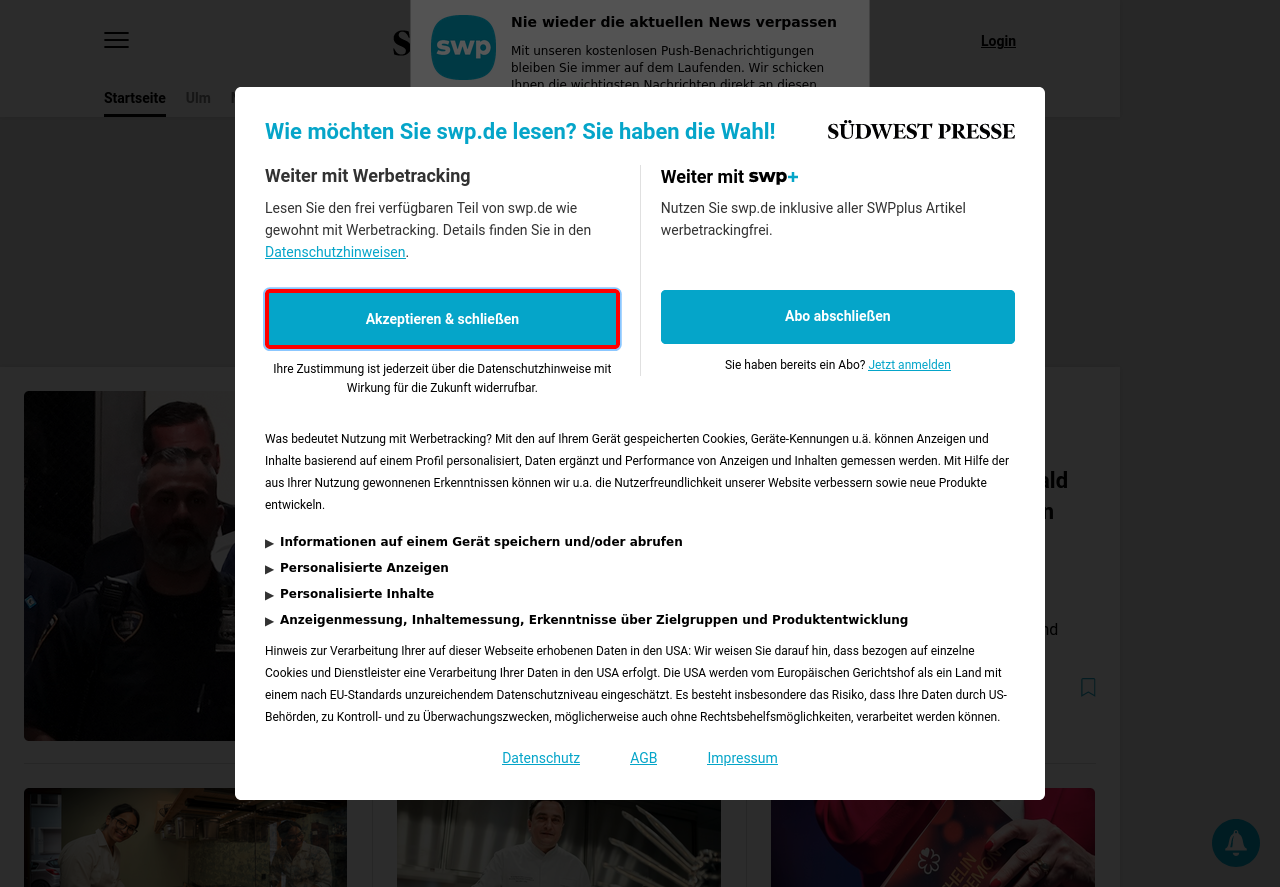 Nie wieder die aktuellen News verpassen
swp
Mit unseren kostenlosen Push-Benachrichtigungen
bleiben Sie immer auf dem Laufenden. Wir schicken
Ihnen die wichtigsten Nachrichten direkt an diesen
Login
Startseite
Ulm
Wie möchten Sie swp.de lesen? Sie haben die Wahl!
SÜDWEST PRESSE
Weiter mit Werbetracking
Lesen Sie den frei verfügbaren Teil von swp.de wie
gewohnt mit Werbetracking. Details finden Sie in den
Datenschutzhinweisen.
Akzeptieren & schließen
Ihre Zustimmung ist jederzeit über die Datenschutzhinweise mit
Wirkung für die Zukunft widerrufbar.
Weiter mit swp+
Nutzen Sie swp.de inklusive aller SWPplus Artikel
werbetrackingfrei.
Abo abschließen
Sie haben bereits ein Abo? Jetzt anmelden
Was bedeutet Nutzung mit Werbetracking? Mit den auf Ihrem Gerät gespeicherten Cookies, Geräte-Kennungen u.ä. können Anzeigen und
Inhalte basierend auf einem Profil personalisiert, Daten ergänzt und Performance von Anzeigen und Inhalten gemessen werden. Mit Hilfe der
aus Ihrer Nutzung gewonnenen Erkenntnissen können wir u.a. die Nutzerfreundlichkeit unserer Website verbessern sowie neue Produkte
entwickeln.
▶ Informationen auf einem Gerät speichern und/oder abrufen
▶ Personalisierte Anzeigen
▶ Personalisierte Inhalte
▶ Anzeigenmessung, Inhaltemessung, Erkenntnisse über Zielgruppen und Produktentwicklung
Hinweis zur Verarbeitung Ihrer auf dieser Webseite erhobenen Daten in den USA: Wir weisen Sie darauf hin, dass bezogen auf einzelne
Cookies und Dienstleister eine Verarbeitung Ihrer Daten in den USA erfolgt. Die USA werden vom Europäischen Gerichtshof als ein Land mit
einem nach EU-Standards unzureichendem Datenschutzniveau eingeschätzt. Es besteht insbesondere das Risiko, dass Ihre Daten durch US-
Behörden, zu Kontroll- und zu Überwachungszwecken, möglicherweise auch ohne Rechtsbehelfsmöglichkeiten, verarbeitet werden können.
Datenschutz
AGB
Impressum